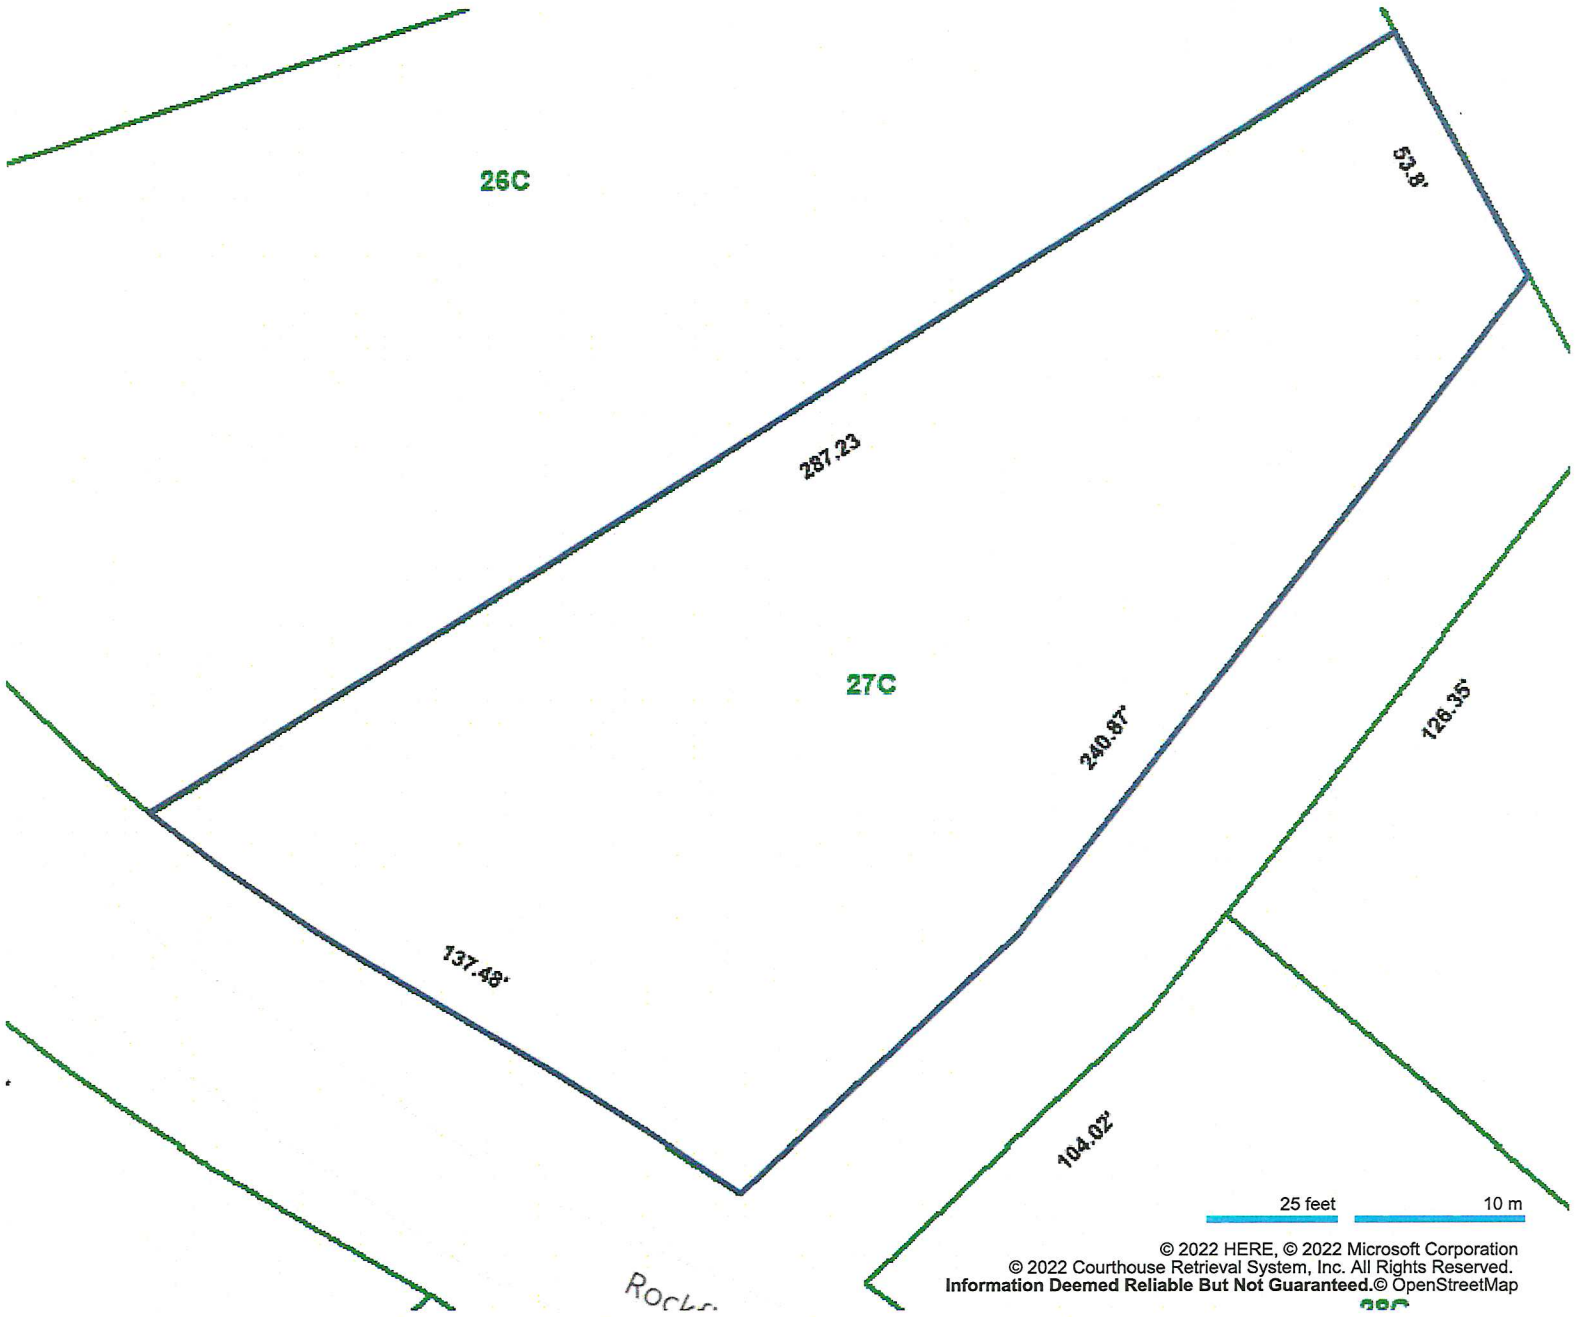 26C
53.8'
287.23
27C
240.87'
126.35'
137.48'
104.02'
25 feet 10 m
© 2022 HERE, © 2022 Microsoft Corporation
© 2022 Courthouse Retrieval System, Inc. All Rights Reserved.
Information Deemed Reliable But Not Guaranteed.© OpenStreetMap